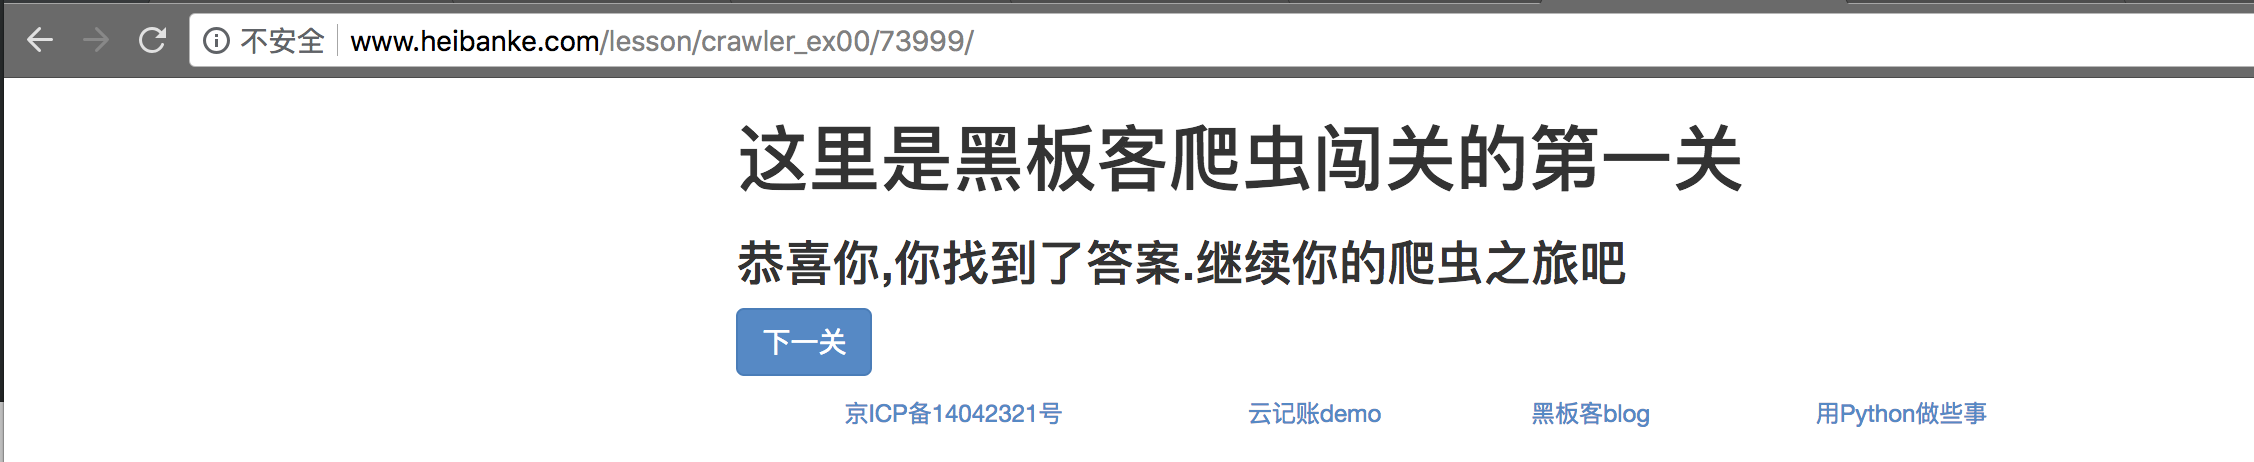 不安全 www.heibanke.com/lesson/crawler_ex00/73999/
这里是黑板客爬虫闯关的第一关
恭喜你,你找到了答案.继续你的爬虫之旅吧
下一关
京ICP备14042321号 云记账demo 黑板客blog 用Python做些事